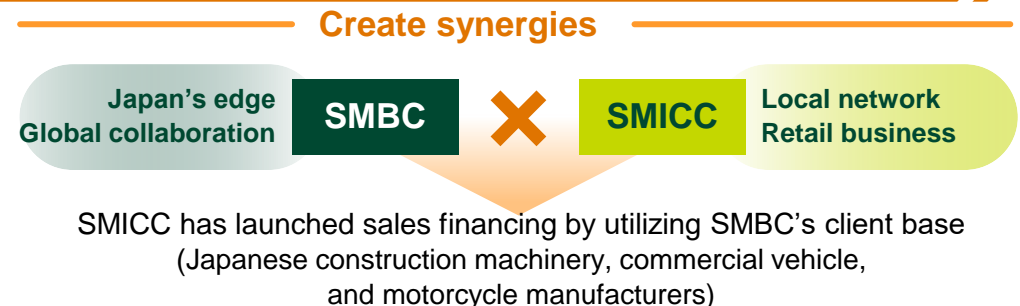 Create synergies
Japan's edge
Global collaboration
SMBC
SMICC
Local network
Retail business
SMICC has launched sales financing by utilizing SMBC's client base
(Japanese construction machinery, commercial vehicle,
and motorcycle manufacturers)